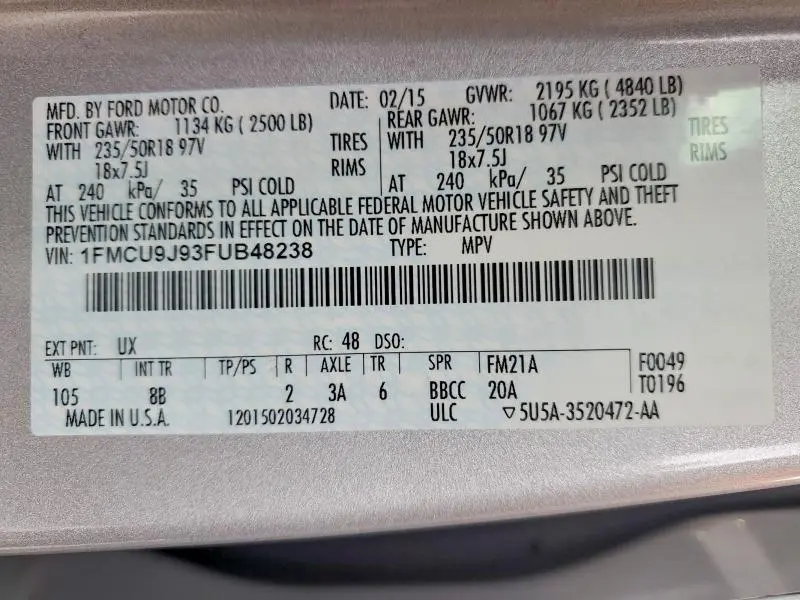 MFD. BY FORD MOTOR CO. DATE: 02/15 GVWR: 2195 KG ( 4840 LB)
FRONT GAWR: 1134 KG ( 2500 LB) REAR GAWR: 1067 KG ( 2352 LB)
WITH 235/50R18 97V TIRES WITH 235/50R18 97V TIRES
18x7.5J RIMS 18x7.5J RIMS
AT 240 kPa/ 35 PSI COLD AT 240 kPa/ 35 PSI COLD
THIS VEHICLE CONFORMS TO ALL APPLICABLE FEDERAL MOTOR VEHICLE SAFETY AND THEFT
PREVENTION STANDARDS IN EFFECT ON THE DATE OF MANUFACTURE SHOWN ABOVE.
VIN: 1FMCU9J93FUB48238 TYPE: MPV
EXT PNT: UX RC: 48 DSO:
WB INT TR TP/PS R AXLE TR SPR FM21A F0049
105 8B 2 3A 6 BBCC 20A T0196
MADE IN U.S.A. 1201502034728 ULC ▽5U5A-3520472-AA